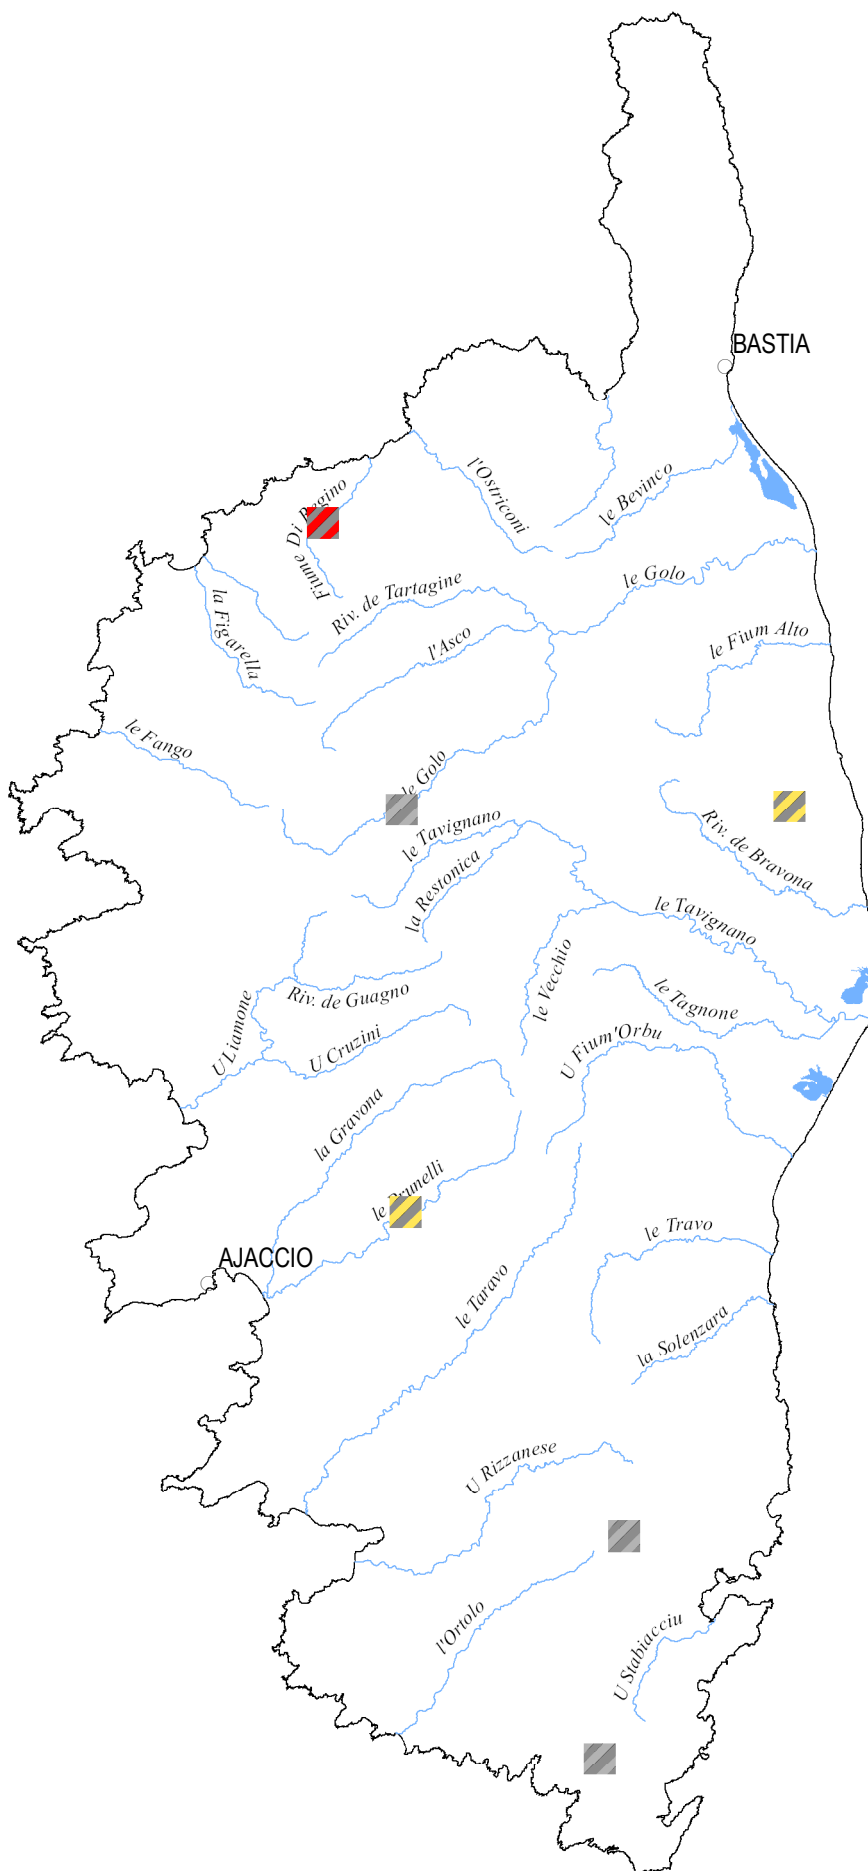 BASTIA
l'Ostriconi
le Bevinco
Fiume Di Regino
le Golo
Riv. de Tartagine
la Figarella
l'Asco
le Fium Alto
le Fango
le Golo
le Tavignano
Riv. de Bravona
la Restonica
le Tavignano
le Vecchio
Riv. de Guagno
le Tagnone
U Liamone
U Cruzini
U Fium'Orbu
la Gravona
le Prunelli
le Travo
AJACCIO
le Taravo
la Solenzara
U Rizzanese
l'Ortolo
U Stabiacciu